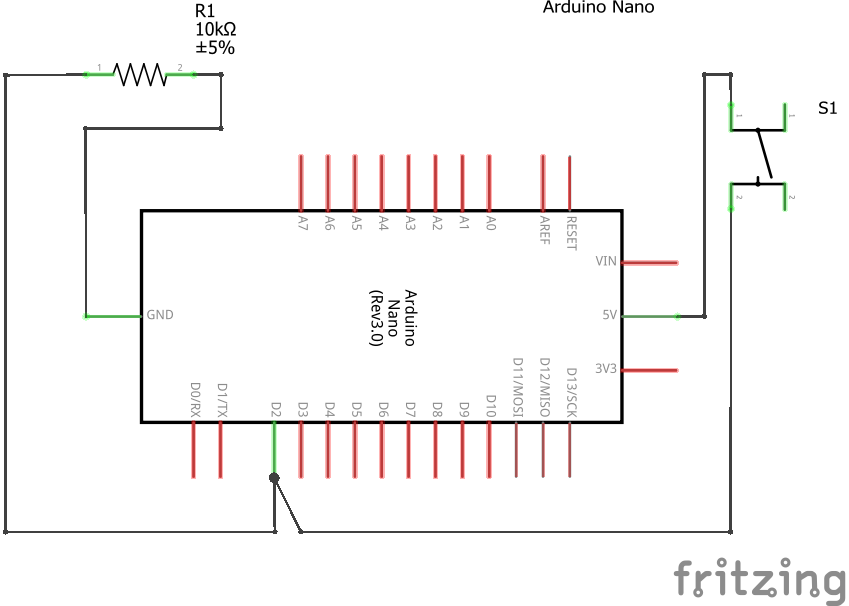 Arduino Nano
R1
10kΩ
±5%
1
2
S1
1
1
2
2
A7
A6
A5
A4
A3
A2
A1
A0
AREF
RESET
VIN
5V
3V3
GND
Arduino
Nano
(Rev3.0)
D0/RX
D1/TX
D2
D3
D4
D5
D6
D7
D8
D9
D10
D11/MOSI
D12/MISO
D13/SCK
fritzing